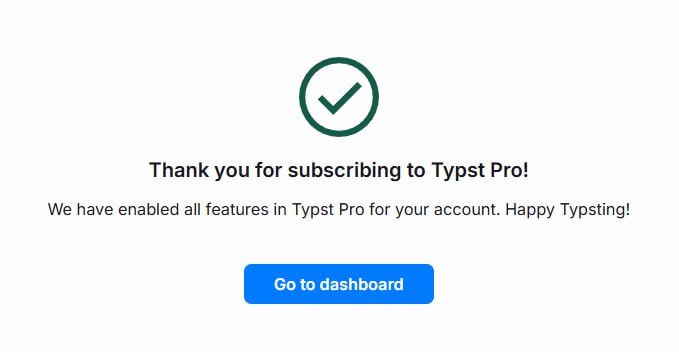 Thank you for subscribing to Typst Pro!
We have enabled all features in Typst Pro for your account. Happy Typsting!
Go to dashboard